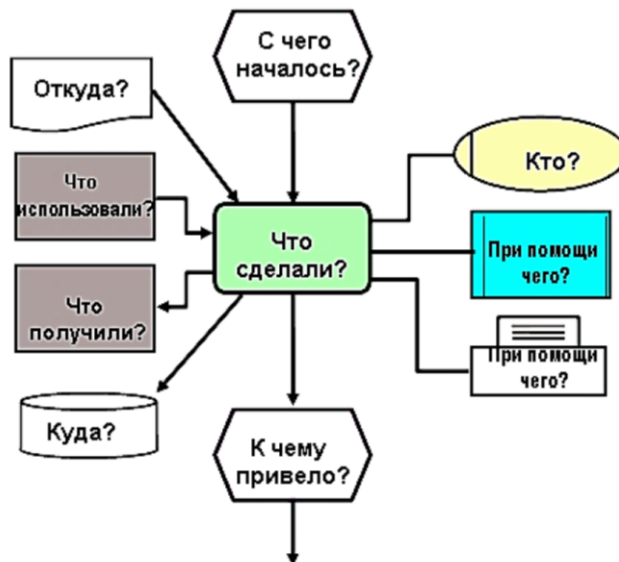 С чего
началось?
Откуда?
Кто?
Что
использовали?
Что
сделали?
При помощи
чего?
Что
получили?
При помощи
чего?
Куда?
К чему
привело?